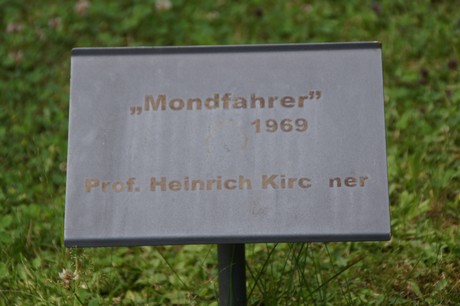 „Mondfahrer”
1969
Prof. Heinrich Kirc ner